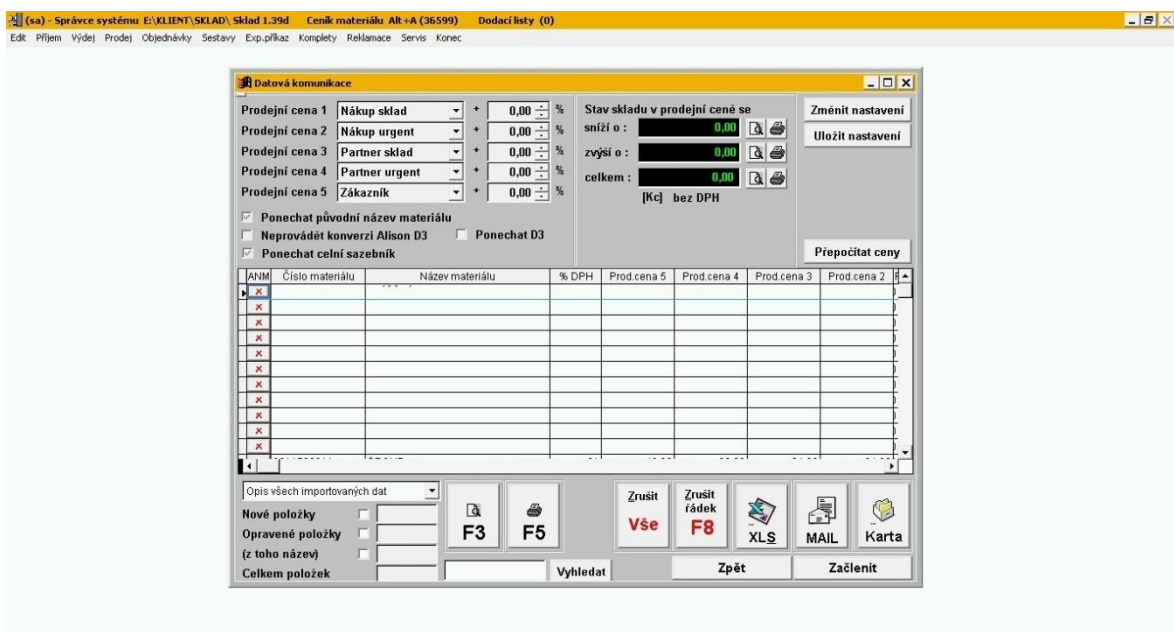 (sa) - Správce systému E:\KLIENT\SKLAD\ Sklad 1.39d Ceník materiálu Alt+A (36599) Dodací listy (0)
Edit Příjem Výdej Prodej Objednávky Sestavy Exp.příkaz Komplety Reklamace Servis Konec
Datová komunikace
Prodejní cena 1 Nákup sklad + 0,00 %
Prodejní cena 2 Nákup urgent + 0,00 %
Prodejní cena 3 Partner sklad + 0,00 %
Prodejní cena 4 Partner urgent + 0,00 %
Prodejní cena 5 Zákazník + 0,00 %
Stav skladu v prodejní ceně se
sníží o : 0,00
zvýší o : 0,00
celkem : 0,00
[Kc] bez DPH
Změnit nastavení
Uložit nastavení
Ponechat původní název materiálu
Neprovádět konverzi Alison D3 Ponechat D3
Ponechat celní sazebník
Přepočítat ceny
ANM Číslo materiálu Název materiálu % DPH Prod.cena 5 Prod.cena 4 Prod.cena 3 Prod.cena 2
Opis všech importovaných dat
Nové položky
Opravené položky
(z toho název)
Celkem položek
F3
F5
Vyhledat
Zrušit
Vše
Zrušit
řádek
F8
XLS
MAIL
Karta
Zpět
Začlenit